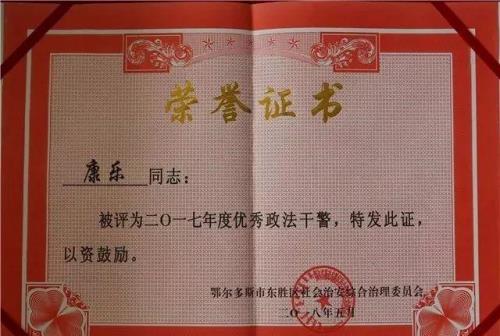 荣誉证书
康乐 同志：
被评为二〇一七年度优秀政法干警，特发此证，
以资鼓励。
鄂尔多斯市东胜区社会治安综合治理委员会
二〇一八年五月